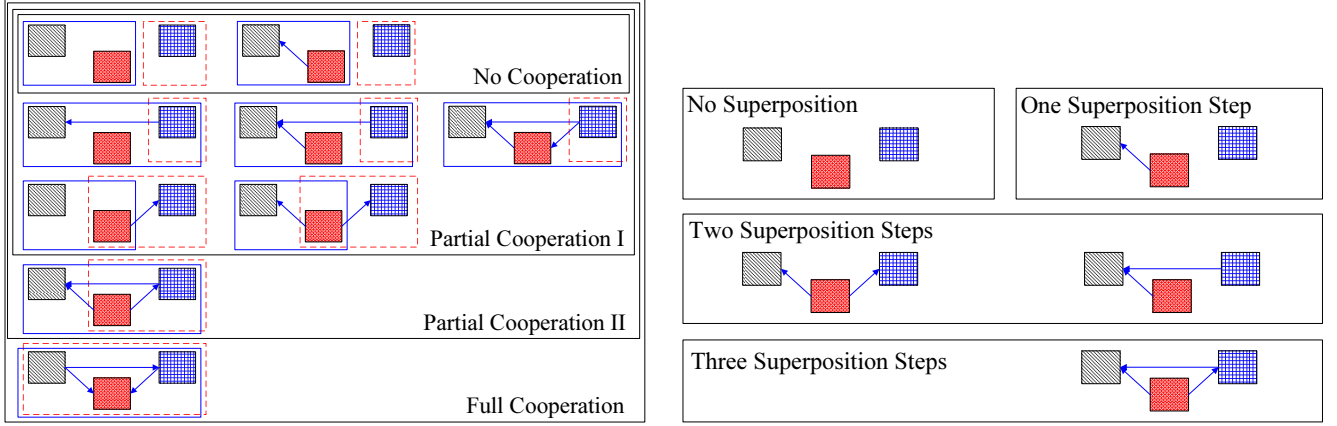 No Cooperation
Partial Cooperation I
Partial Cooperation II
Full Cooperation
No Superposition
One Superposition Step
Two Superposition Steps
Three Superposition Steps